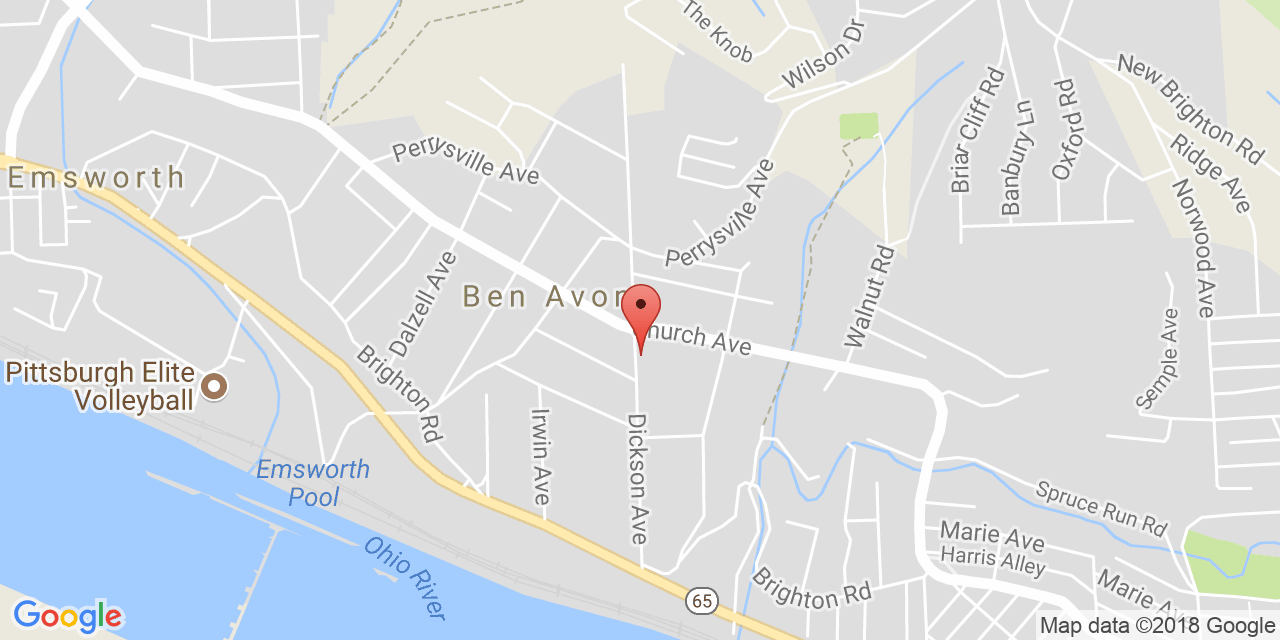 The Knob
Wilson Dr
New Brighton Rd
Briar Cliff Rd
Banbury Ln
Oxford Rd
Ridge Ave
Perrysville Ave
Emsworth
Perrysville Ave
Norwood Ave
Walnut Rd
Dalzell Ave
Ben Avon
Church Ave
Semple Ave
Pittsburgh Elite
Volleyball
Brighton Rd
Irwin Ave
Dickson Ave
Emsworth
Pool
Spruce Run Rd
Marie Ave
Harris Alley
Ohio River
Brighton Rd
Marie Ave
65
Google
Map data ©2018 Google